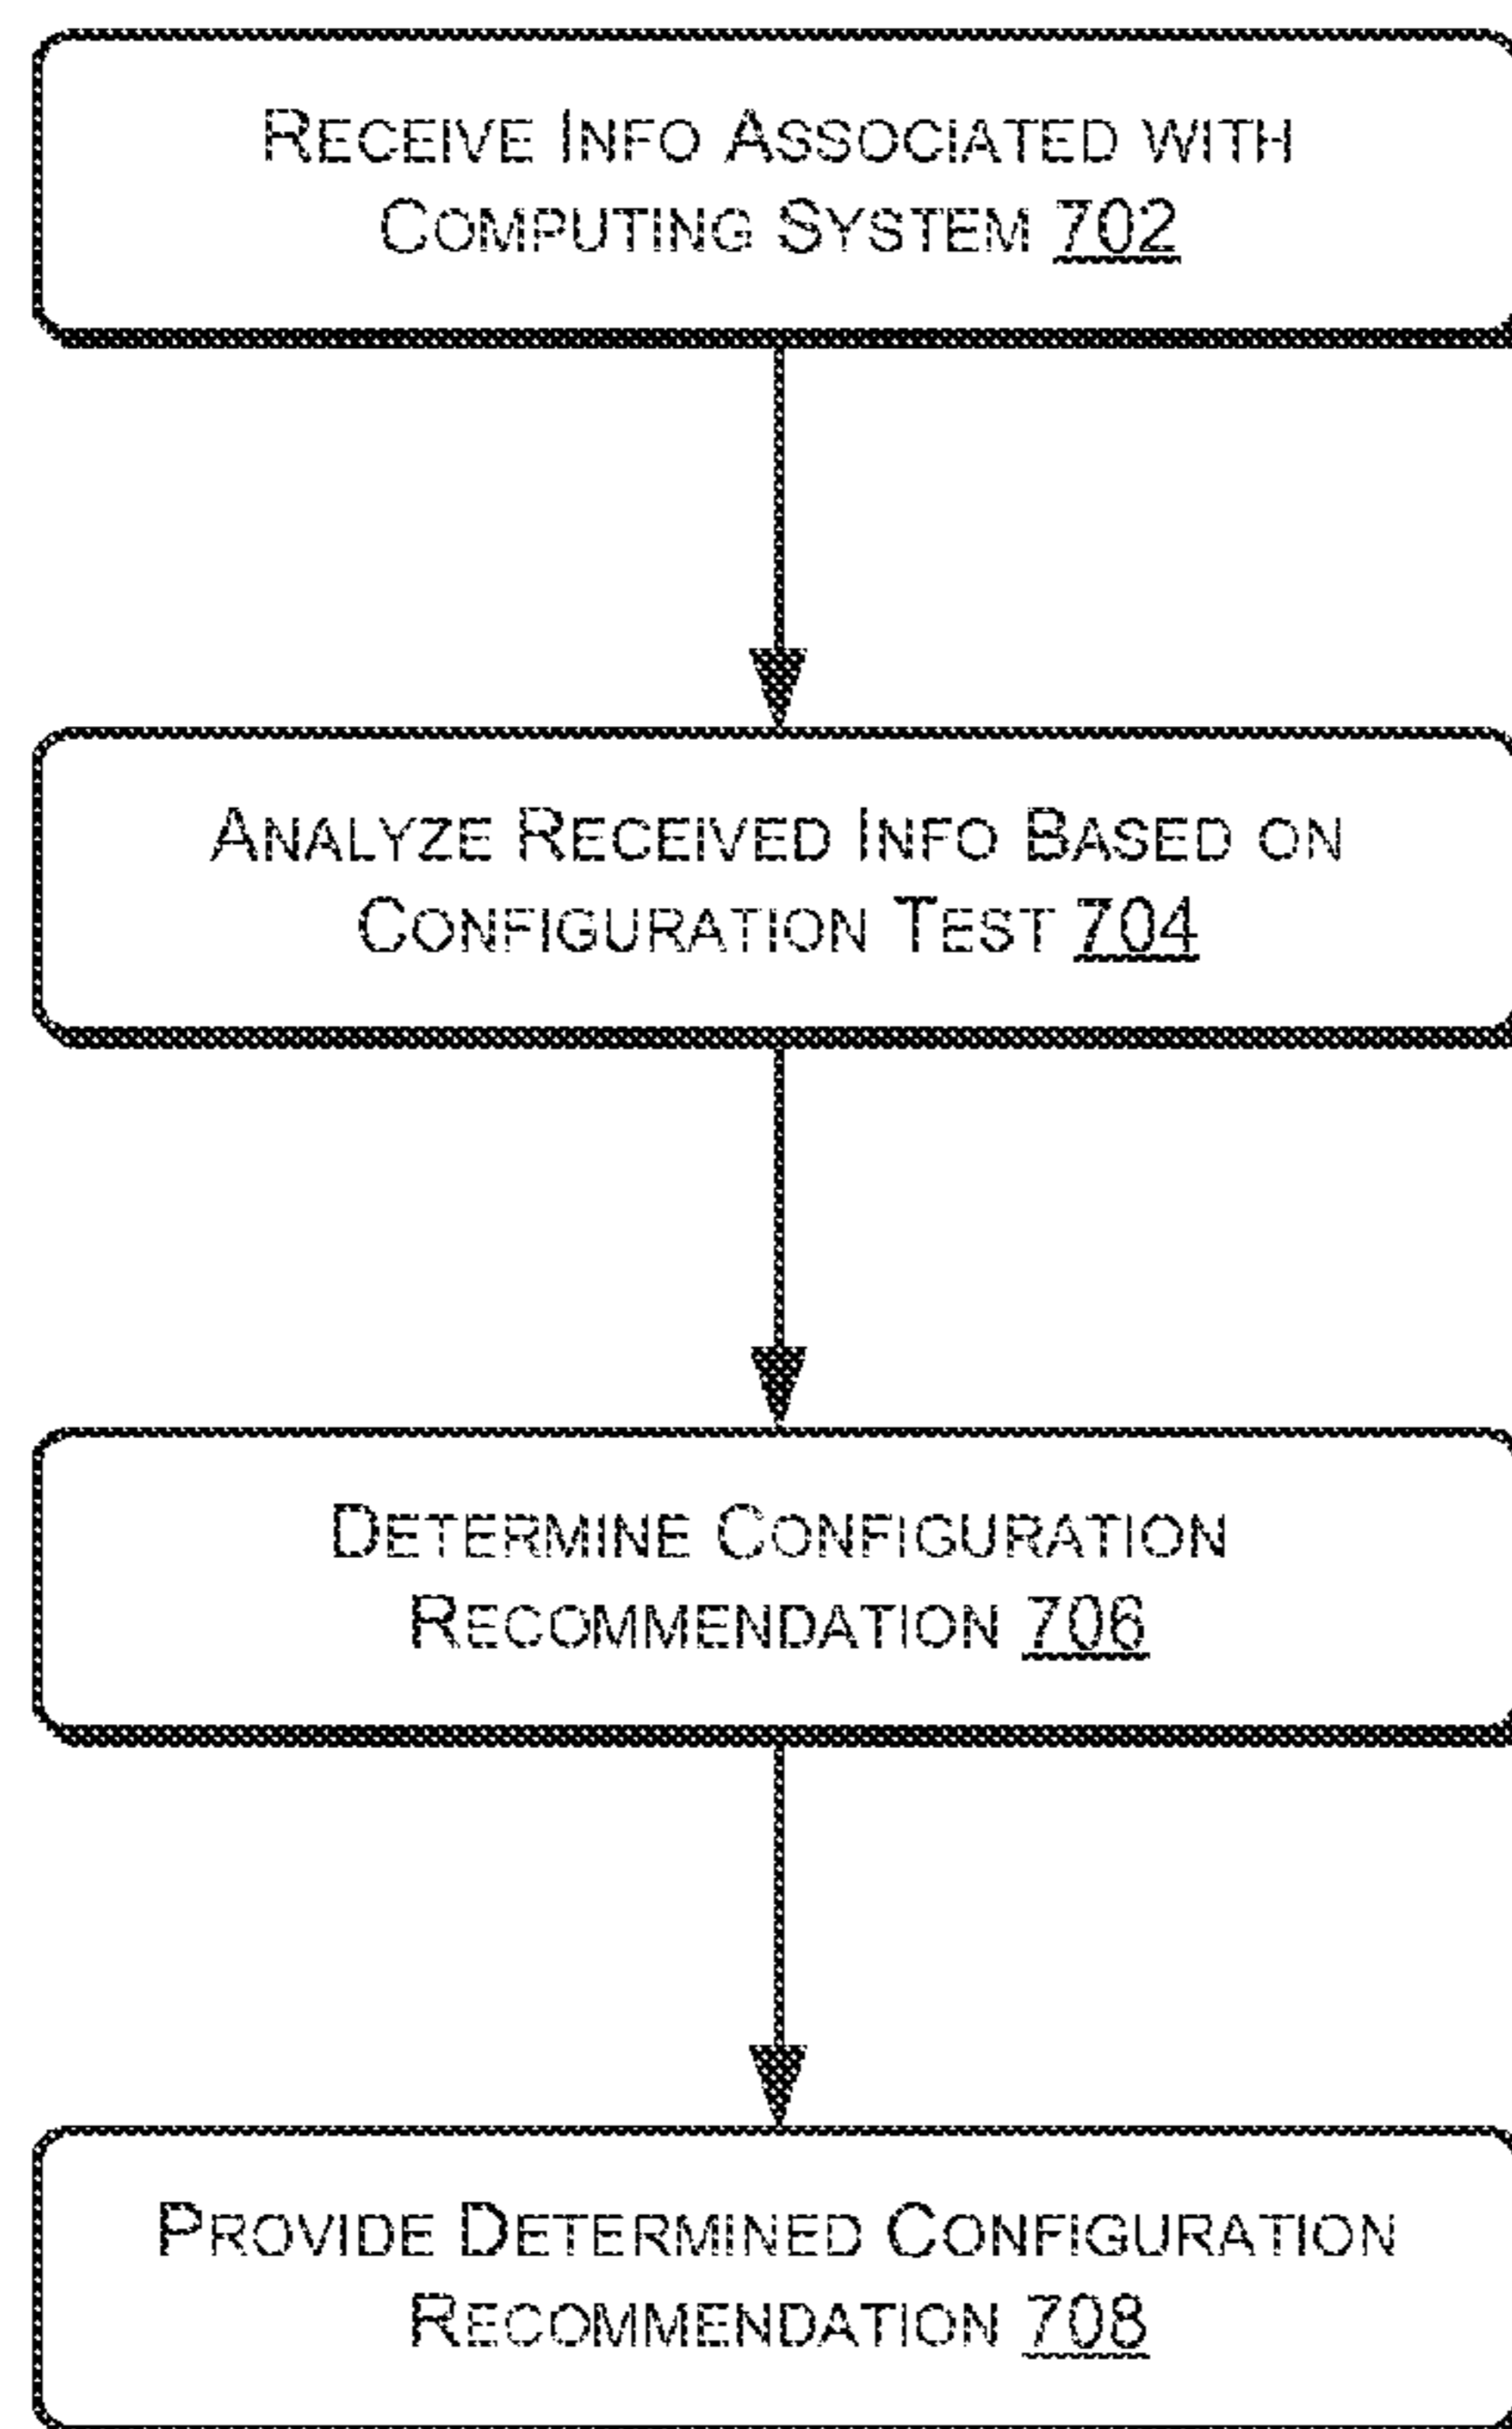 RECEIVE INFO ASSOCIATED WITH
COMPUTING SYSTEM 702
ANALYZE RECEIVED INFO BASED ON
CONFIGURATION TEST 704
DETERMINE CONFIGURATION
RECOMMENDATION 706
PROVIDE DETERMINED CONFIGURATION
RECOMMENDATION 708